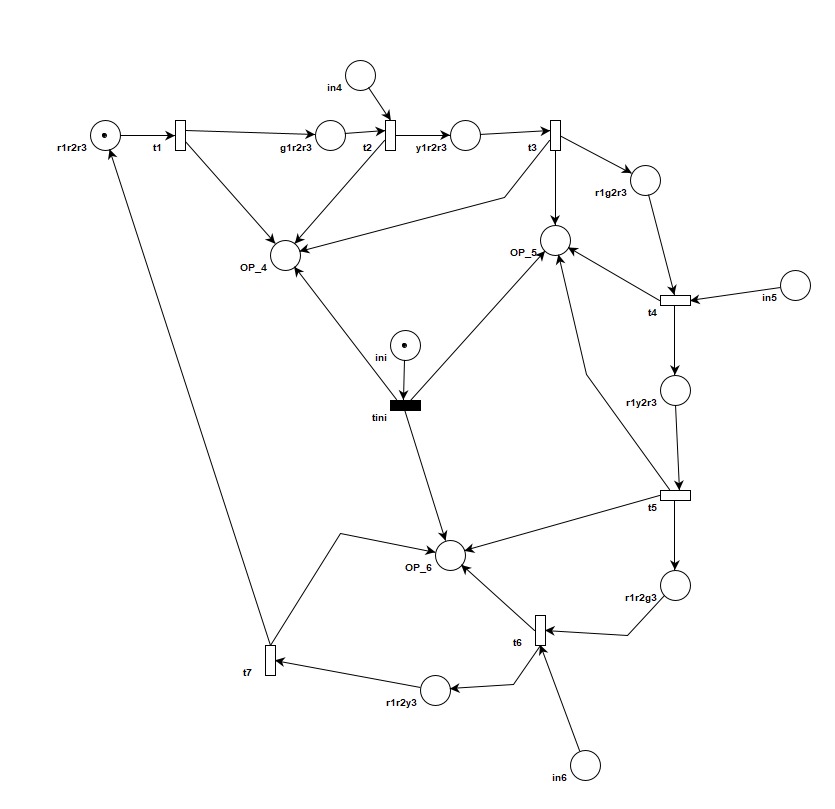 in4
r1r2r3
t1
g1r2r3
t2
y1r2r3
t3
r1g2r3
OP_4
OP_5
in5
t4
ini
r1y2r3
tini
t5
OP_6
r1r2g3
t6
t7
r1r2y3
in6